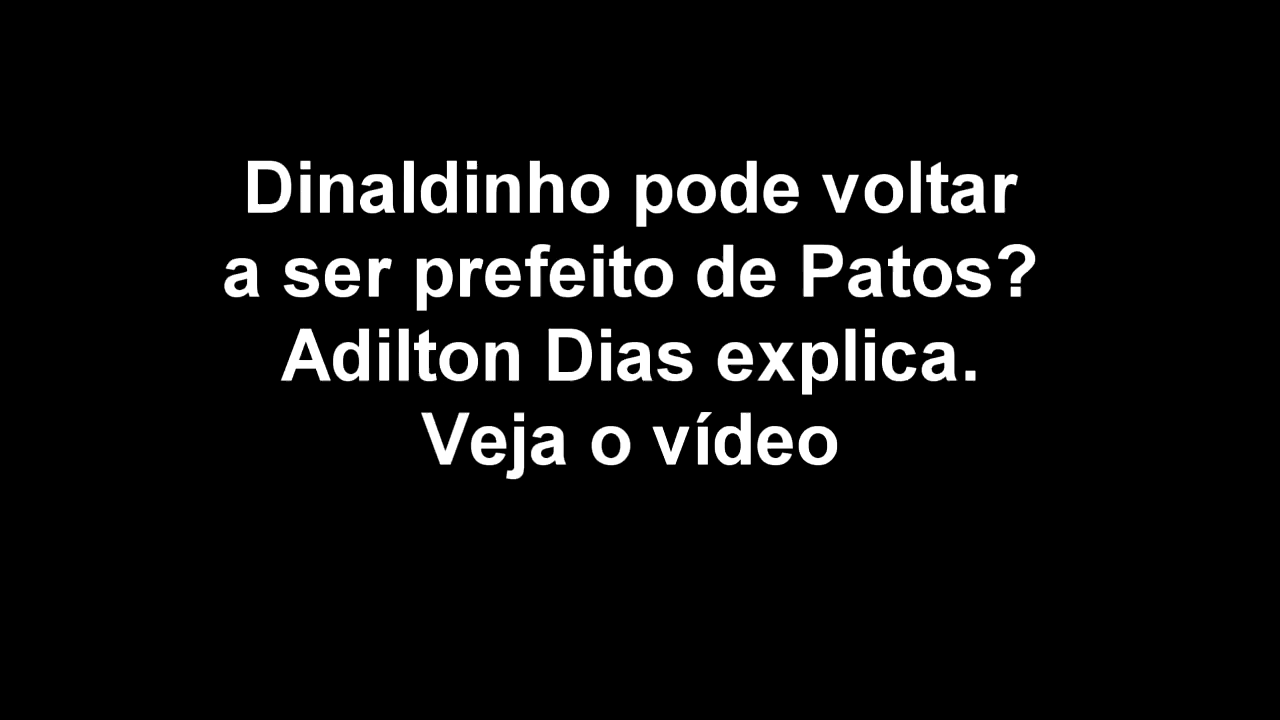 Dinaldinho pode voltar
a ser prefeito de Patos?
Adilton Dias explica.
Veja o vídeo